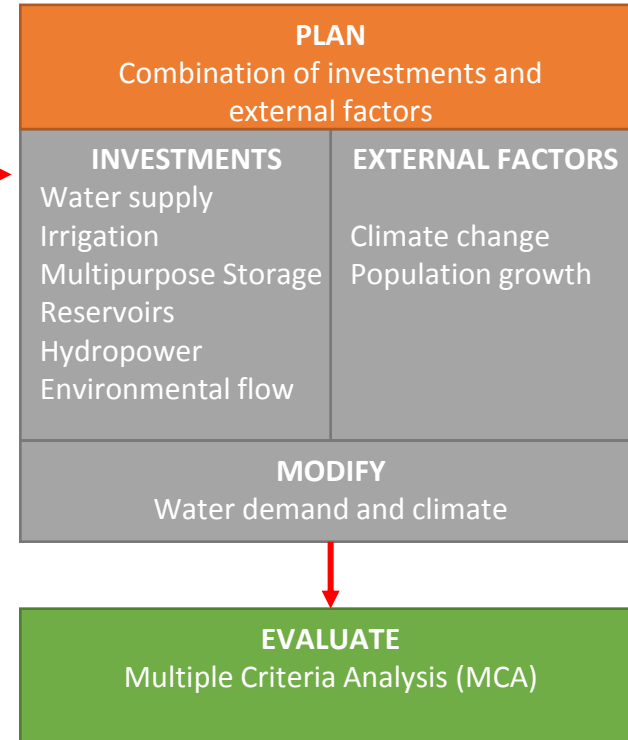 PLAN
Combination of investments and
external factors
INVESTMENTS
Water supply
Irrigation
Multipurpose Storage
Reservoirs
Hydropower
Environmental flow
EXTERNAL FACTORS
Climate change
Population growth
MODIFY
Water demand and climate
EVALUATE
Multiple Criteria Analysis (MCA)